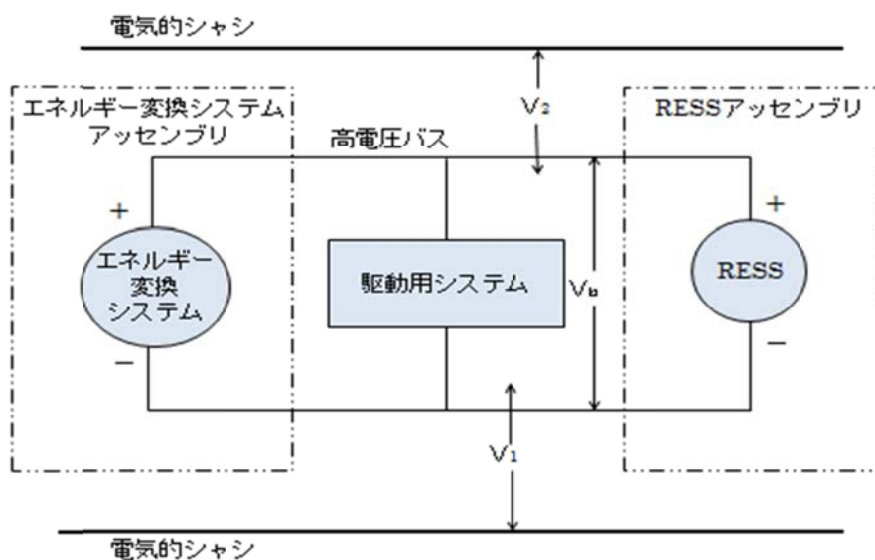 電気的シャシ
エネルギー変換システム
アッセンブリ
V2
RESSアッセンブリ
高電圧バス
+
+
エネルギー
変換
システム
駆動用システム
Vb
RESS
−
−
V1
電気的シャシ